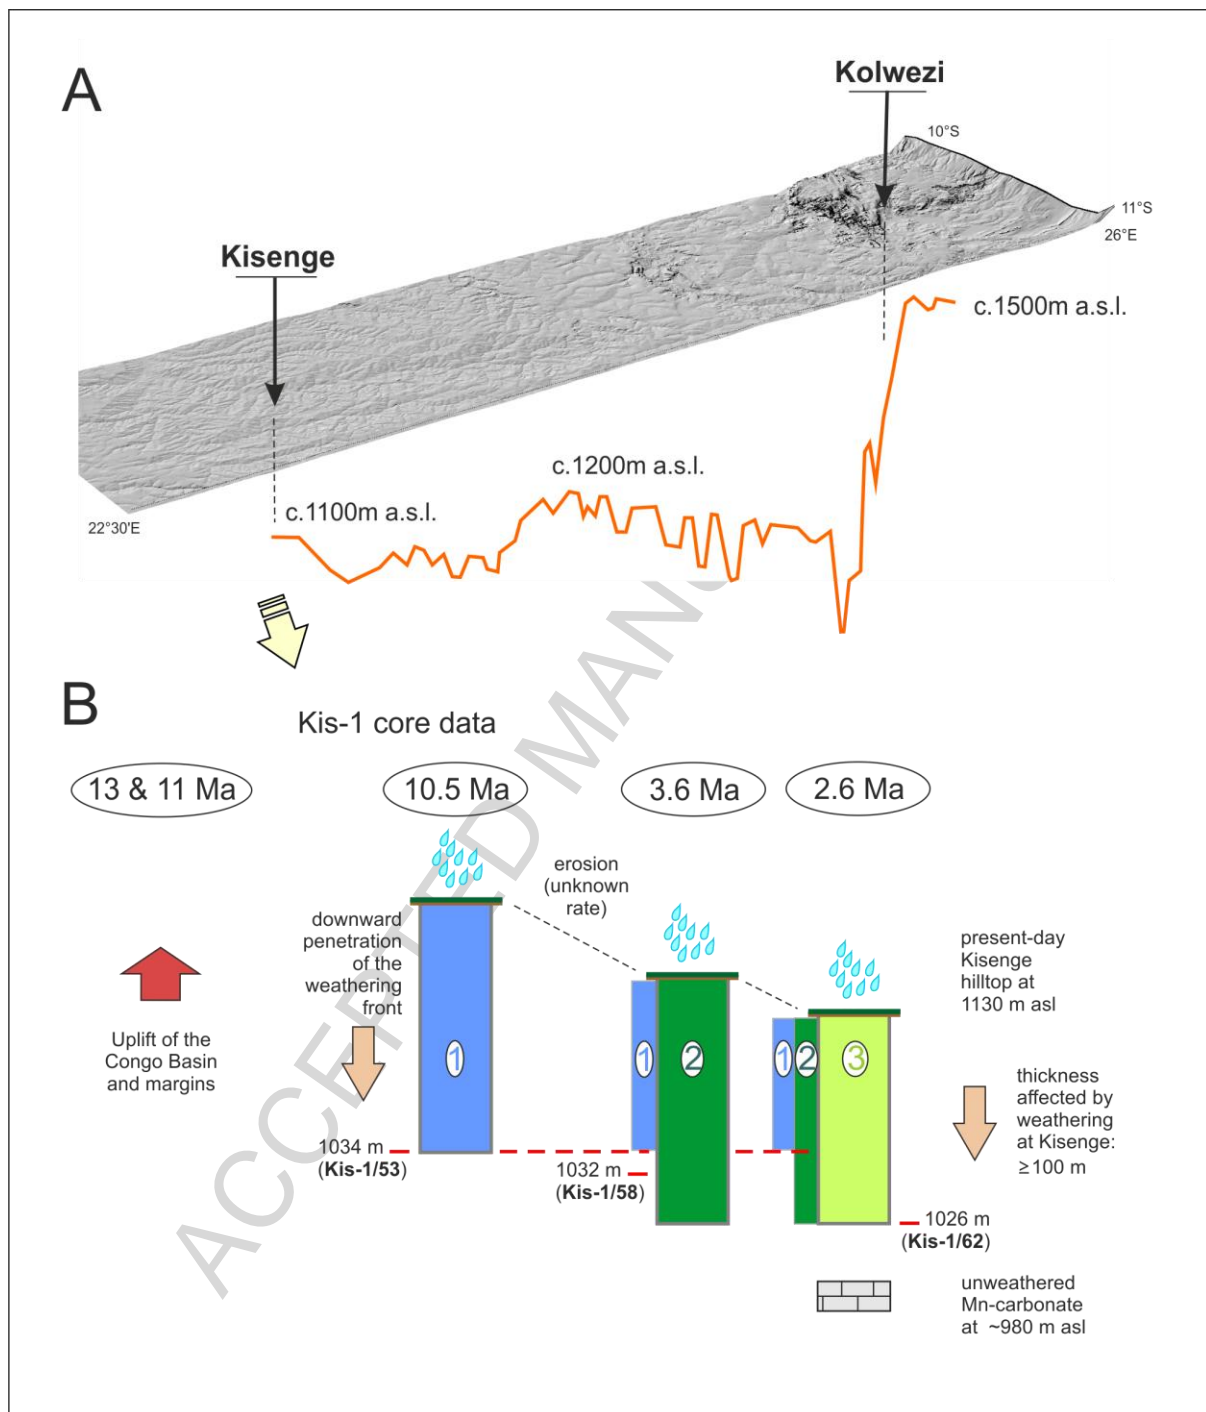 A
Kolwezi
10°S
11°S
26°E
Kisenge
c.1500m a.s.l.
c.1200m a.s.l.
c.1100m a.s.l.
22°30'E
B
Kis-1 core data
13 & 11 Ma
10.5 Ma
3.6 Ma
2.6 Ma
erosion
(unknown
rate)
downward
penetration
of the
weathering
front
present-day
Kisenge
hilltop at
1130 m asl
Uplift of the
Congo Basin
and margins
1
1
2
1
2
3
thickness
affected by
weathering
at Kisenge:
≥ 100 m
1034 m
(Kis-1/53)
1032 m
(Kis-1/58)
1026 m
(Kis-1/62)
unweathered
Mn-carbonate
at ~980 m asl